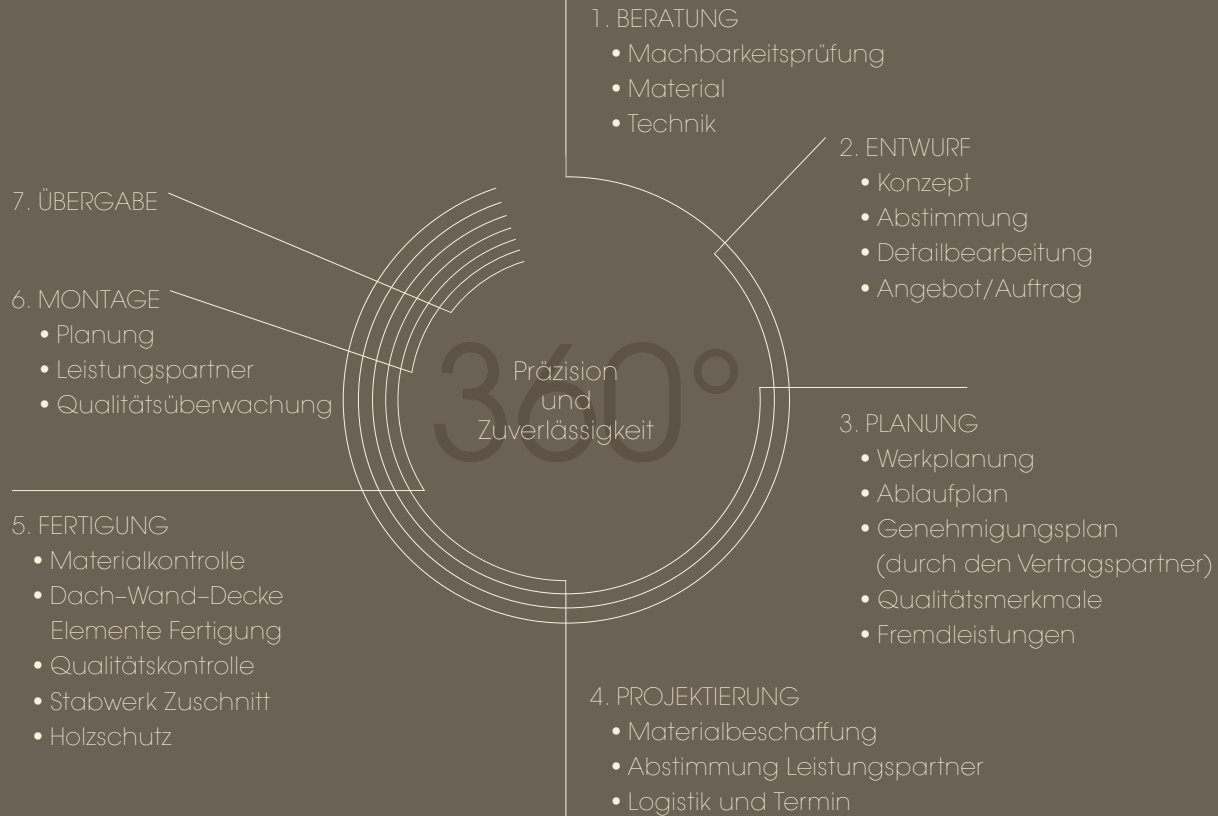 1. BERATUNG
• Machbarkeitsprüfung
• Material
• Technik
2. ENTWURF
• Konzept
• Abstimmung
• Detailbearbeitung
• Angebot/Auftrag
3. PLANUNG
• Werkplanung
• Ablaufplan
• Genehmigungsplan
(durch den Vertragspartner)
• Qualitätsmerkmale
• Fremdleistungen
4. PROJEKTIERUNG
• Materialbeschaffung
• Abstimmung Leistungspartner
• Logistik und Termin
5. FERTIGUNG
• Materialkontrolle
• Dach–Wand–Decke
Elemente Fertigung
• Qualitätskontrolle
• Stabwerk Zuschnitt
• Holzschutz
6. MONTAGE
• Planung
• Leistungspartner
• Qualitätsüberwachung
7. ÜBERGABE
360°
Präzision
und
Zuverlässigkeit